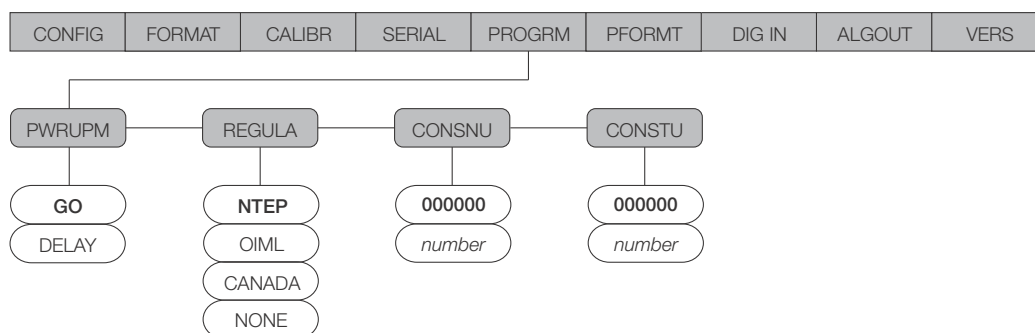 CONFIG FORMAT CALIBR SERIAL PROGRM PFORMT DIG IN ALGOUT VERS
PWRUPM REGULA CONSNU CONSTU
GO NTEP 000000 000000
DELAY OIML number number
CANADA
NONE